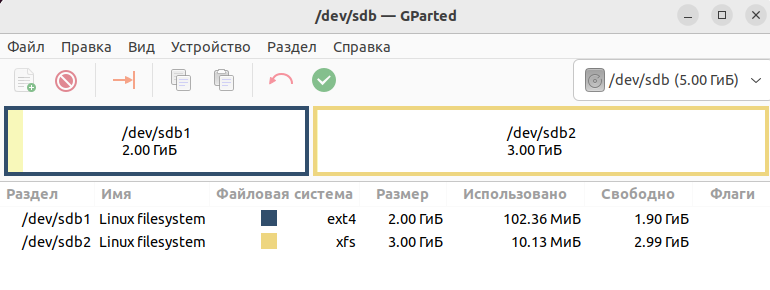 /dev/sdb — GParted
Файл Правка Вид Устройство Раздел Справка
/dev/sdb (5.00 ГиБ)
/dev/sdb1
2.00 ГиБ
/dev/sdb2
3.00 ГиБ
Раздел Имя Файловая система Размер Использовано Свободно Флаги
/dev/sdb1 Linux filesystem ext4 2.00 ГиБ 102.36 МиБ 1.90 ГиБ
/dev/sdb2 Linux filesystem xfs 3.00 ГиБ 10.13 МиБ 2.99 ГиБ